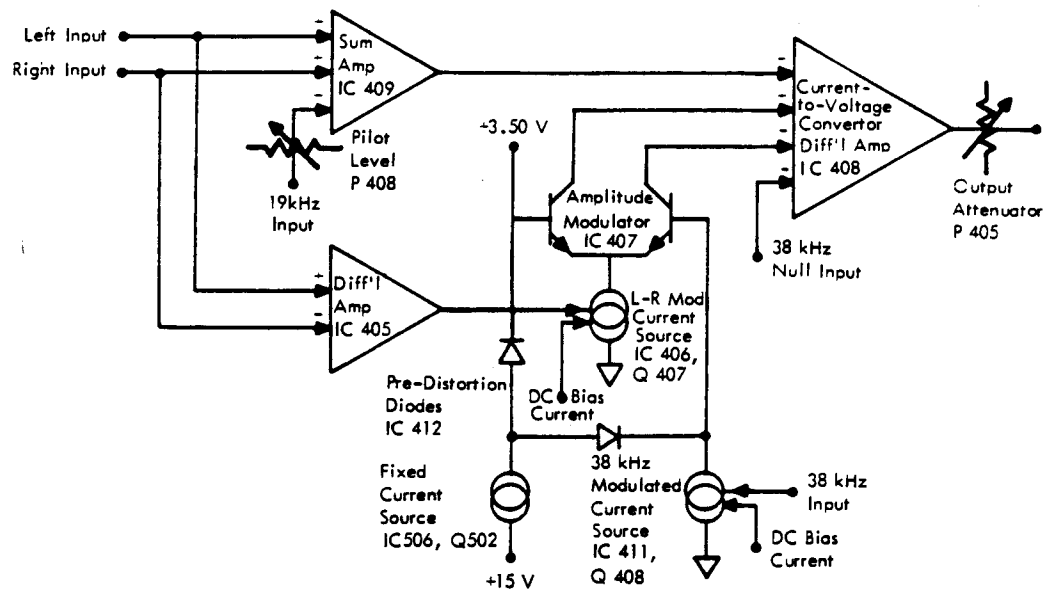 Left Input
Right Input
Sum
Amp
IC 409
Pilot
Level
P 408
19kHz
Input
+3.50 V
Current-
to-Voltage
Convertor
Diff'l Amp
IC 408
Output
Attenuator
P 405
38 kHz
Null Input
Amplitude
Modulator
IC 407
Diff'l
Amp
IC 405
L-R Mod
Current
Source
IC 406,
Q 407
Pre-Distortion
Diodes
IC 412
DC Bias
Current
Fixed
Current
Source
IC506, Q502
+15 V
38 kHz
Modulated
Current
Source
IC 411,
Q 408
38 kHz
Input
DC Bias
Current